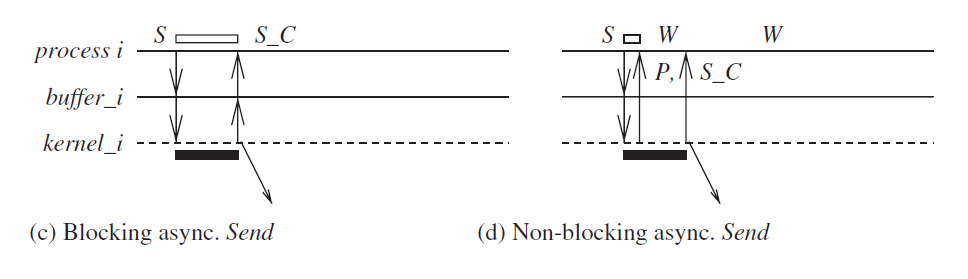 S S_C S W W
process i
P, S_C
buffer_i
kernel_i
(c) Blocking async. Send (d) Non-blocking async. Send